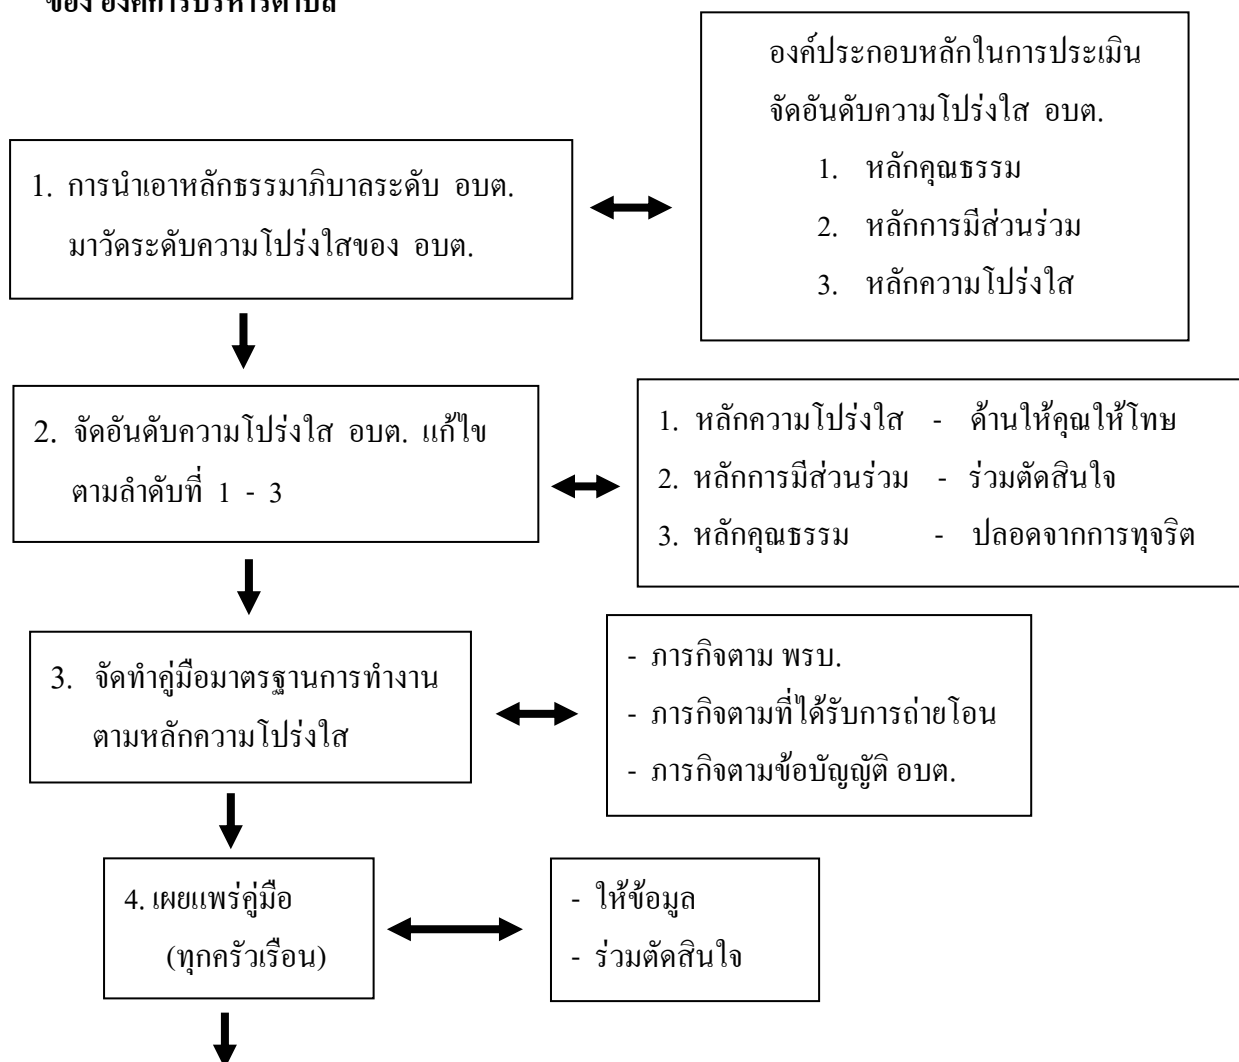 ของ องค์การบริหารตำบล
องค์ประกอบหลักในการประเมิน
จัดอันดับความโปร่งใส อบต.
1. หลักคุณธรรม
2. หลักการมีส่วนร่วม
3. หลักความโปร่งใส
1. การนำเอาหลักธรรมาภิบาลระดับ อบต.
มาวัดระดับความโปร่งใสของ อบต.
2. จัดอันดับความโปร่งใส อบต. แก้ไข
ตามลำดับที่ 1 - 3
1. หลักความโปร่งใส - ด้านให้คุณให้โทษ
2. หลักการมีส่วนร่วม - ร่วมตัดสินใจ
3. หลักคุณธรรม - ปลอดจากการทุจริต
3. จัดทำคู่มือมาตรฐานการทำงาน
ตามหลักความโปร่งใส
- ภารกิจตาม พรบ.
- ภารกิจตามที่ได้รับการถ่ายโอน
- ภารกิจตามข้อบัญญัติ อบต.
4. เผยแพร่คู่มือ
(ทุกครัวเรือน)
- ให้ข้อมูล
- ร่วมตัดสินใจ